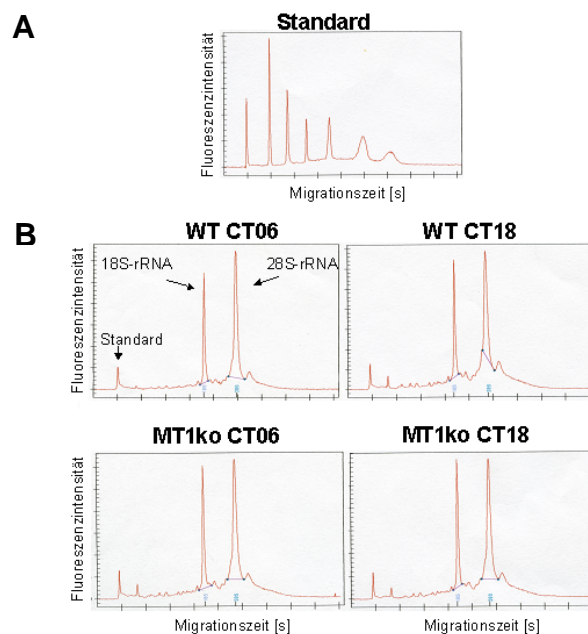 A
Standard
Fluoreszenzintensität
Migrationszeit [s]
B
WT CT06
WT CT18
18S-rRNA
28S-rRNA
Standard
Fluoreszenzintensität
MT1ko CT06
MT1ko CT18
Fluoreszenzintensität
Migrationszeit [s]
Migrationszeit [s]